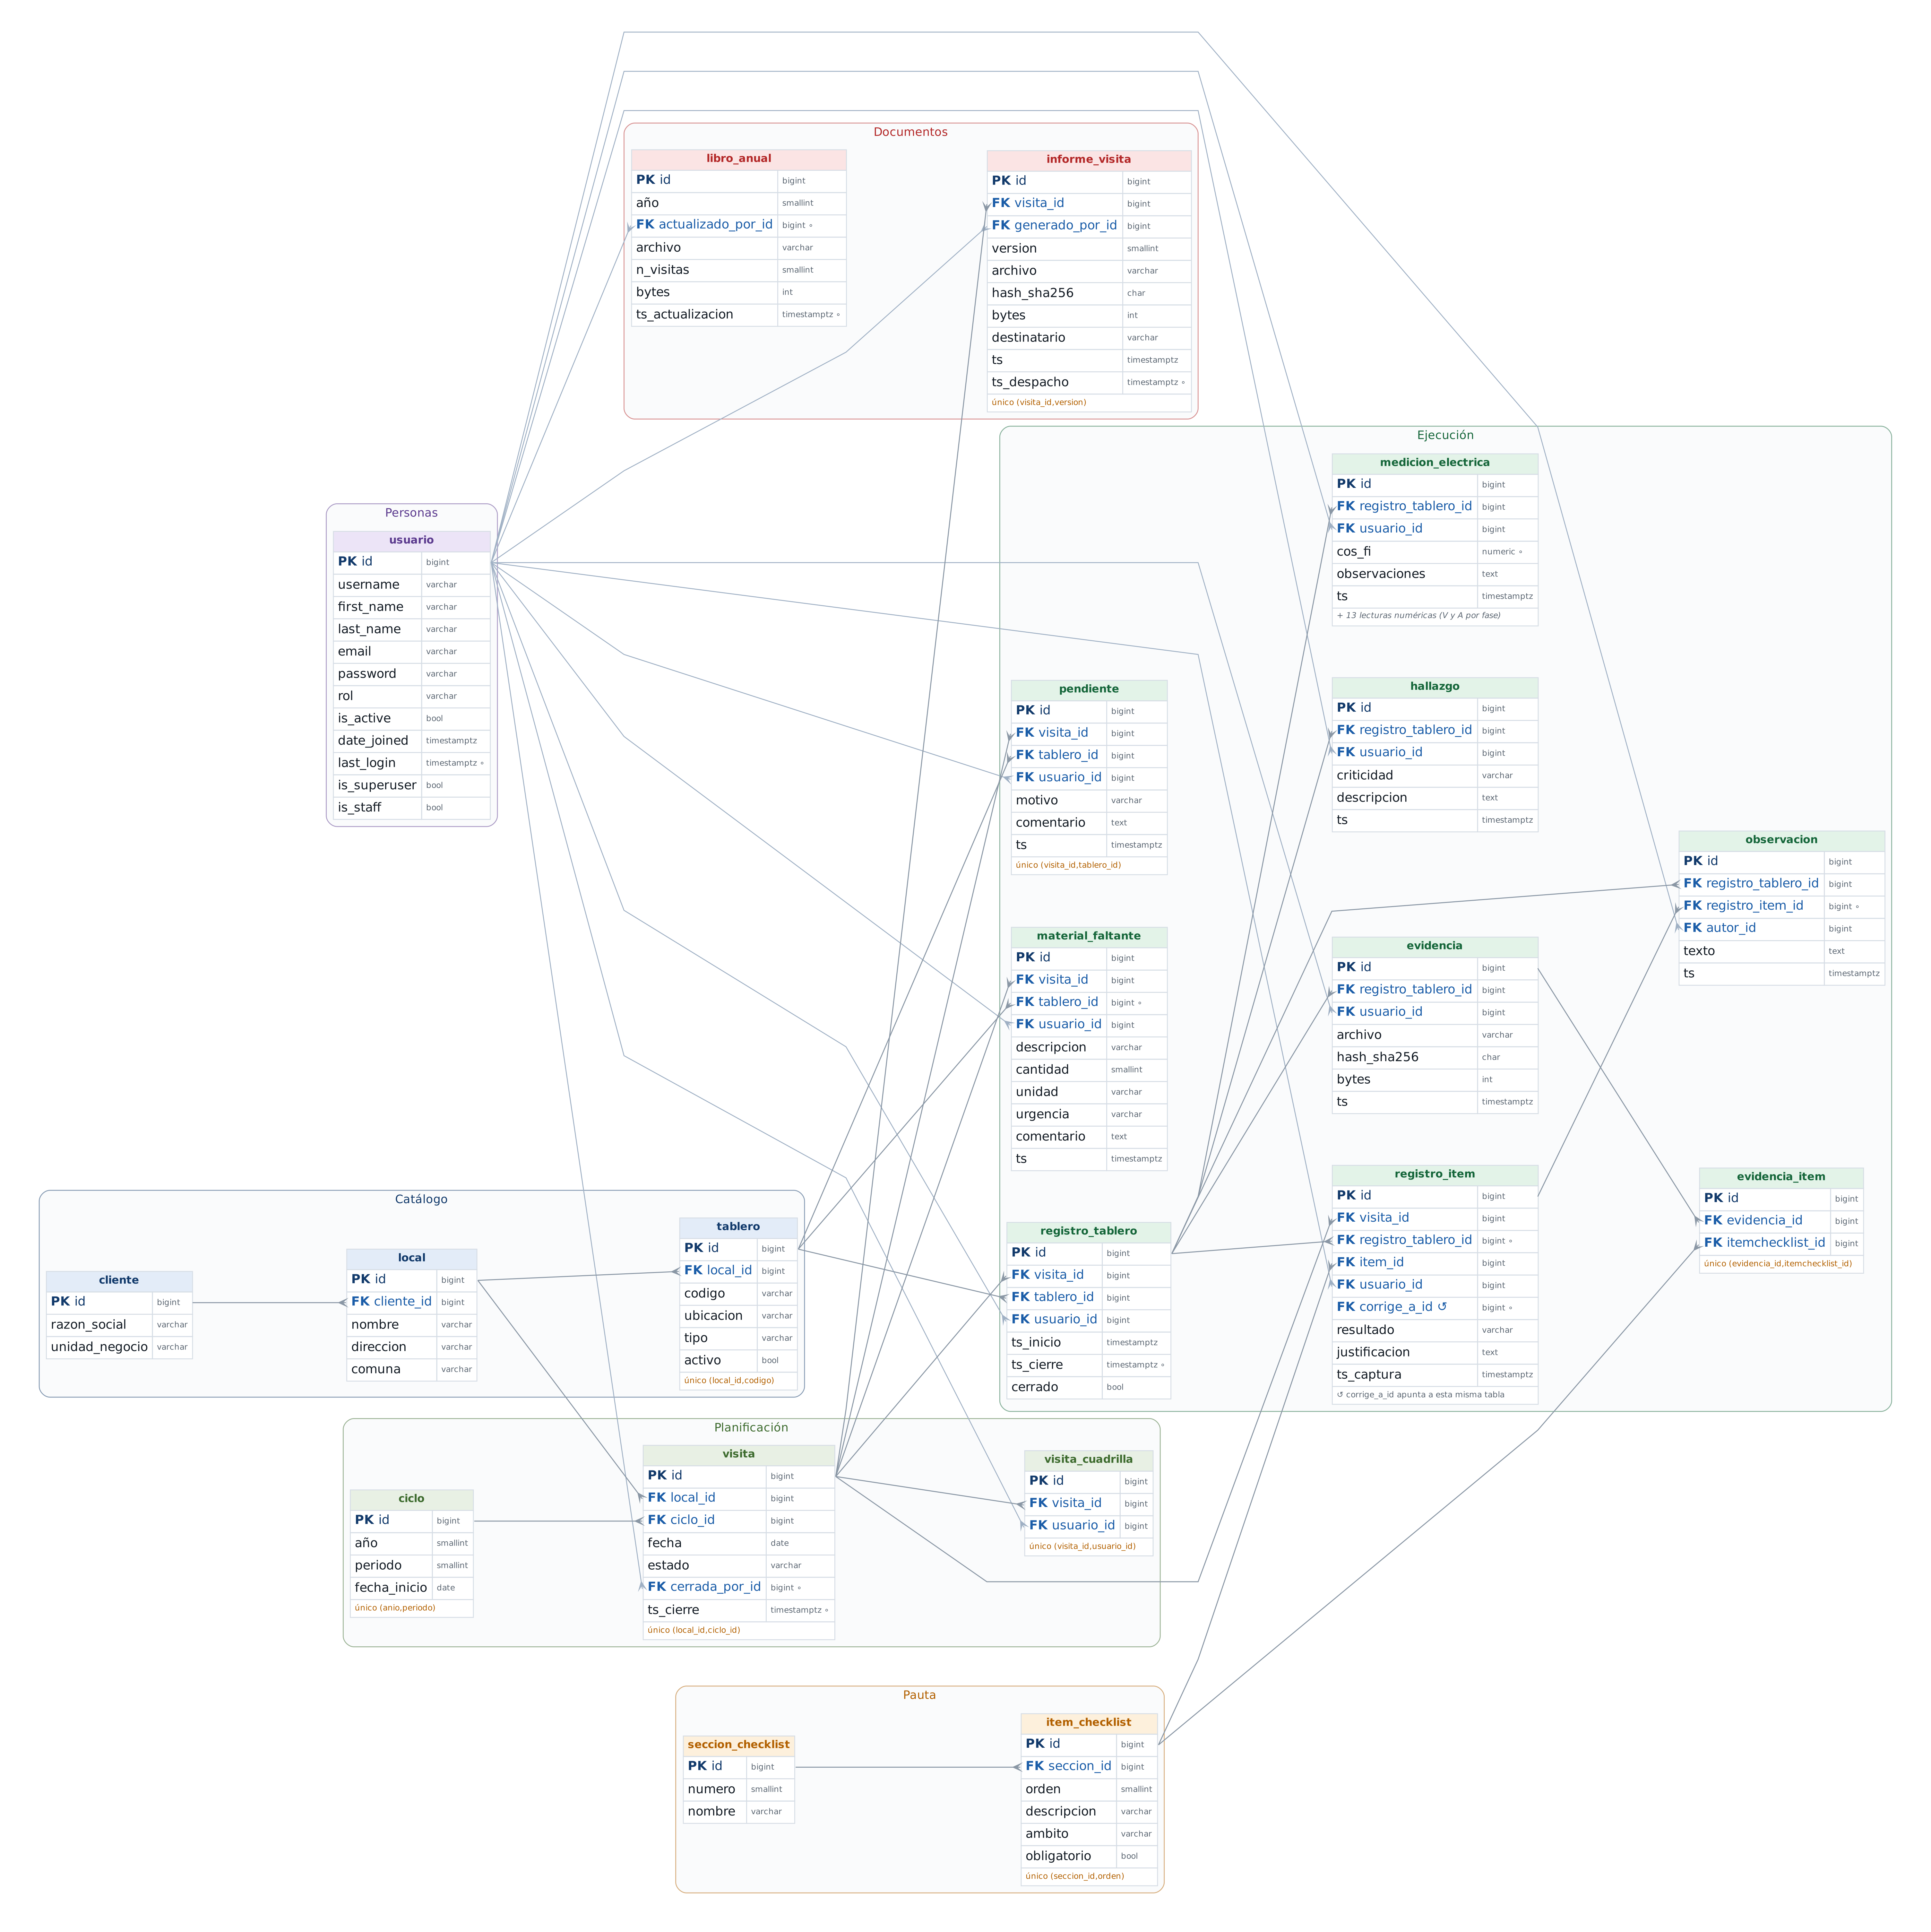 Documentos
libro_anual
PK id bigint
año smallint
FK actualizado_por_id bigint ∘
archivo varchar
n_visitas smallint
bytes int
ts_actualizacion timestamptz ∘
informe_visita
PK id bigint
FK visita_id bigint
FK generado_por_id bigint
version smallint
archivo varchar
hash_sha256 char
bytes int
destinatario varchar
ts timestamptz
ts_despacho timestamptz ∘
único (visita_id,version)
Personas
usuario
PK id bigint
username varchar
first_name varchar
last_name varchar
email varchar
password varchar
rol varchar
is_active bool
date_joined timestamptz
last_login timestamptz ∘
is_superuser bool
is_staff bool
Ejecución
medicion_electrica
PK id bigint
FK registro_tablero_id bigint
FK usuario_id bigint
cos_fi numeric ∘
observaciones text
ts timestamptz
+ 13 lecturas numéricas (V y A por fase)
pendiente
PK id bigint
FK visita_id bigint
FK tablero_id bigint
FK usuario_id bigint
motivo varchar
comentario text
ts timestamptz
único (visita_id,tablero_id)
hallazgo
PK id bigint
FK registro_tablero_id bigint
FK usuario_id bigint
criticidad varchar
descripcion text
ts timestamptz
observacion
PK id bigint
FK registro_tablero_id bigint
FK registro_item_id bigint ∘
FK autor_id bigint
texto text
ts timestamptz
material_faltante
PK id bigint
FK visita_id bigint
FK tablero_id bigint ∘
FK usuario_id bigint
descripcion varchar
cantidad smallint
unidad varchar
urgencia varchar
comentario text
ts timestamptz
evidencia
PK id bigint
FK registro_tablero_id bigint
FK usuario_id bigint
archivo varchar
hash_sha256 char
bytes int
ts timestamptz
registro_tablero
PK id bigint
FK visita_id bigint
FK tablero_id bigint
FK usuario_id bigint
ts_inicio timestamptz
ts_cierre timestamptz ∘
cerrado bool
registro_item
PK id bigint
FK visita_id bigint
FK registro_tablero_id bigint ∘
FK item_id bigint
FK usuario_id bigint
FK corrige_a_id ↺ bigint ∘
resultado varchar
justificacion text
ts_captura timestamptz
↺ corrige_a_id apunta a esta misma tabla
evidencia_item
PK id bigint
FK evidencia_id bigint
FK itemchecklist_id bigint
único (evidencia_id,itemchecklist_id)
Catálogo
cliente
PK id bigint
razon_social varchar
unidad_negocio varchar
local
PK id bigint
FK cliente_id bigint
nombre varchar
direccion varchar
comuna varchar
tablero
PK id bigint
FK local_id bigint
codigo varchar
ubicacion varchar
tipo varchar
activo bool
único (local_id,codigo)
Planificación
ciclo
PK id bigint
año smallint
periodo smallint
fecha_inicio date
único (anio,periodo)
visita
PK id bigint
FK local_id bigint
FK ciclo_id bigint
fecha date
estado varchar
FK cerrada_por_id bigint ∘
ts_cierre timestamptz ∘
único (local_id,ciclo_id)
visita_cuadrilla
PK id bigint
FK visita_id bigint
FK usuario_id bigint
único (visita_id,usuario_id)
Pauta
seccion_checklist
PK id bigint
numero smallint
nombre varchar
item_checklist
PK id bigint
FK seccion_id bigint
orden smallint
descripcion varchar
ambito varchar
obligatorio bool
único (seccion_id,orden)